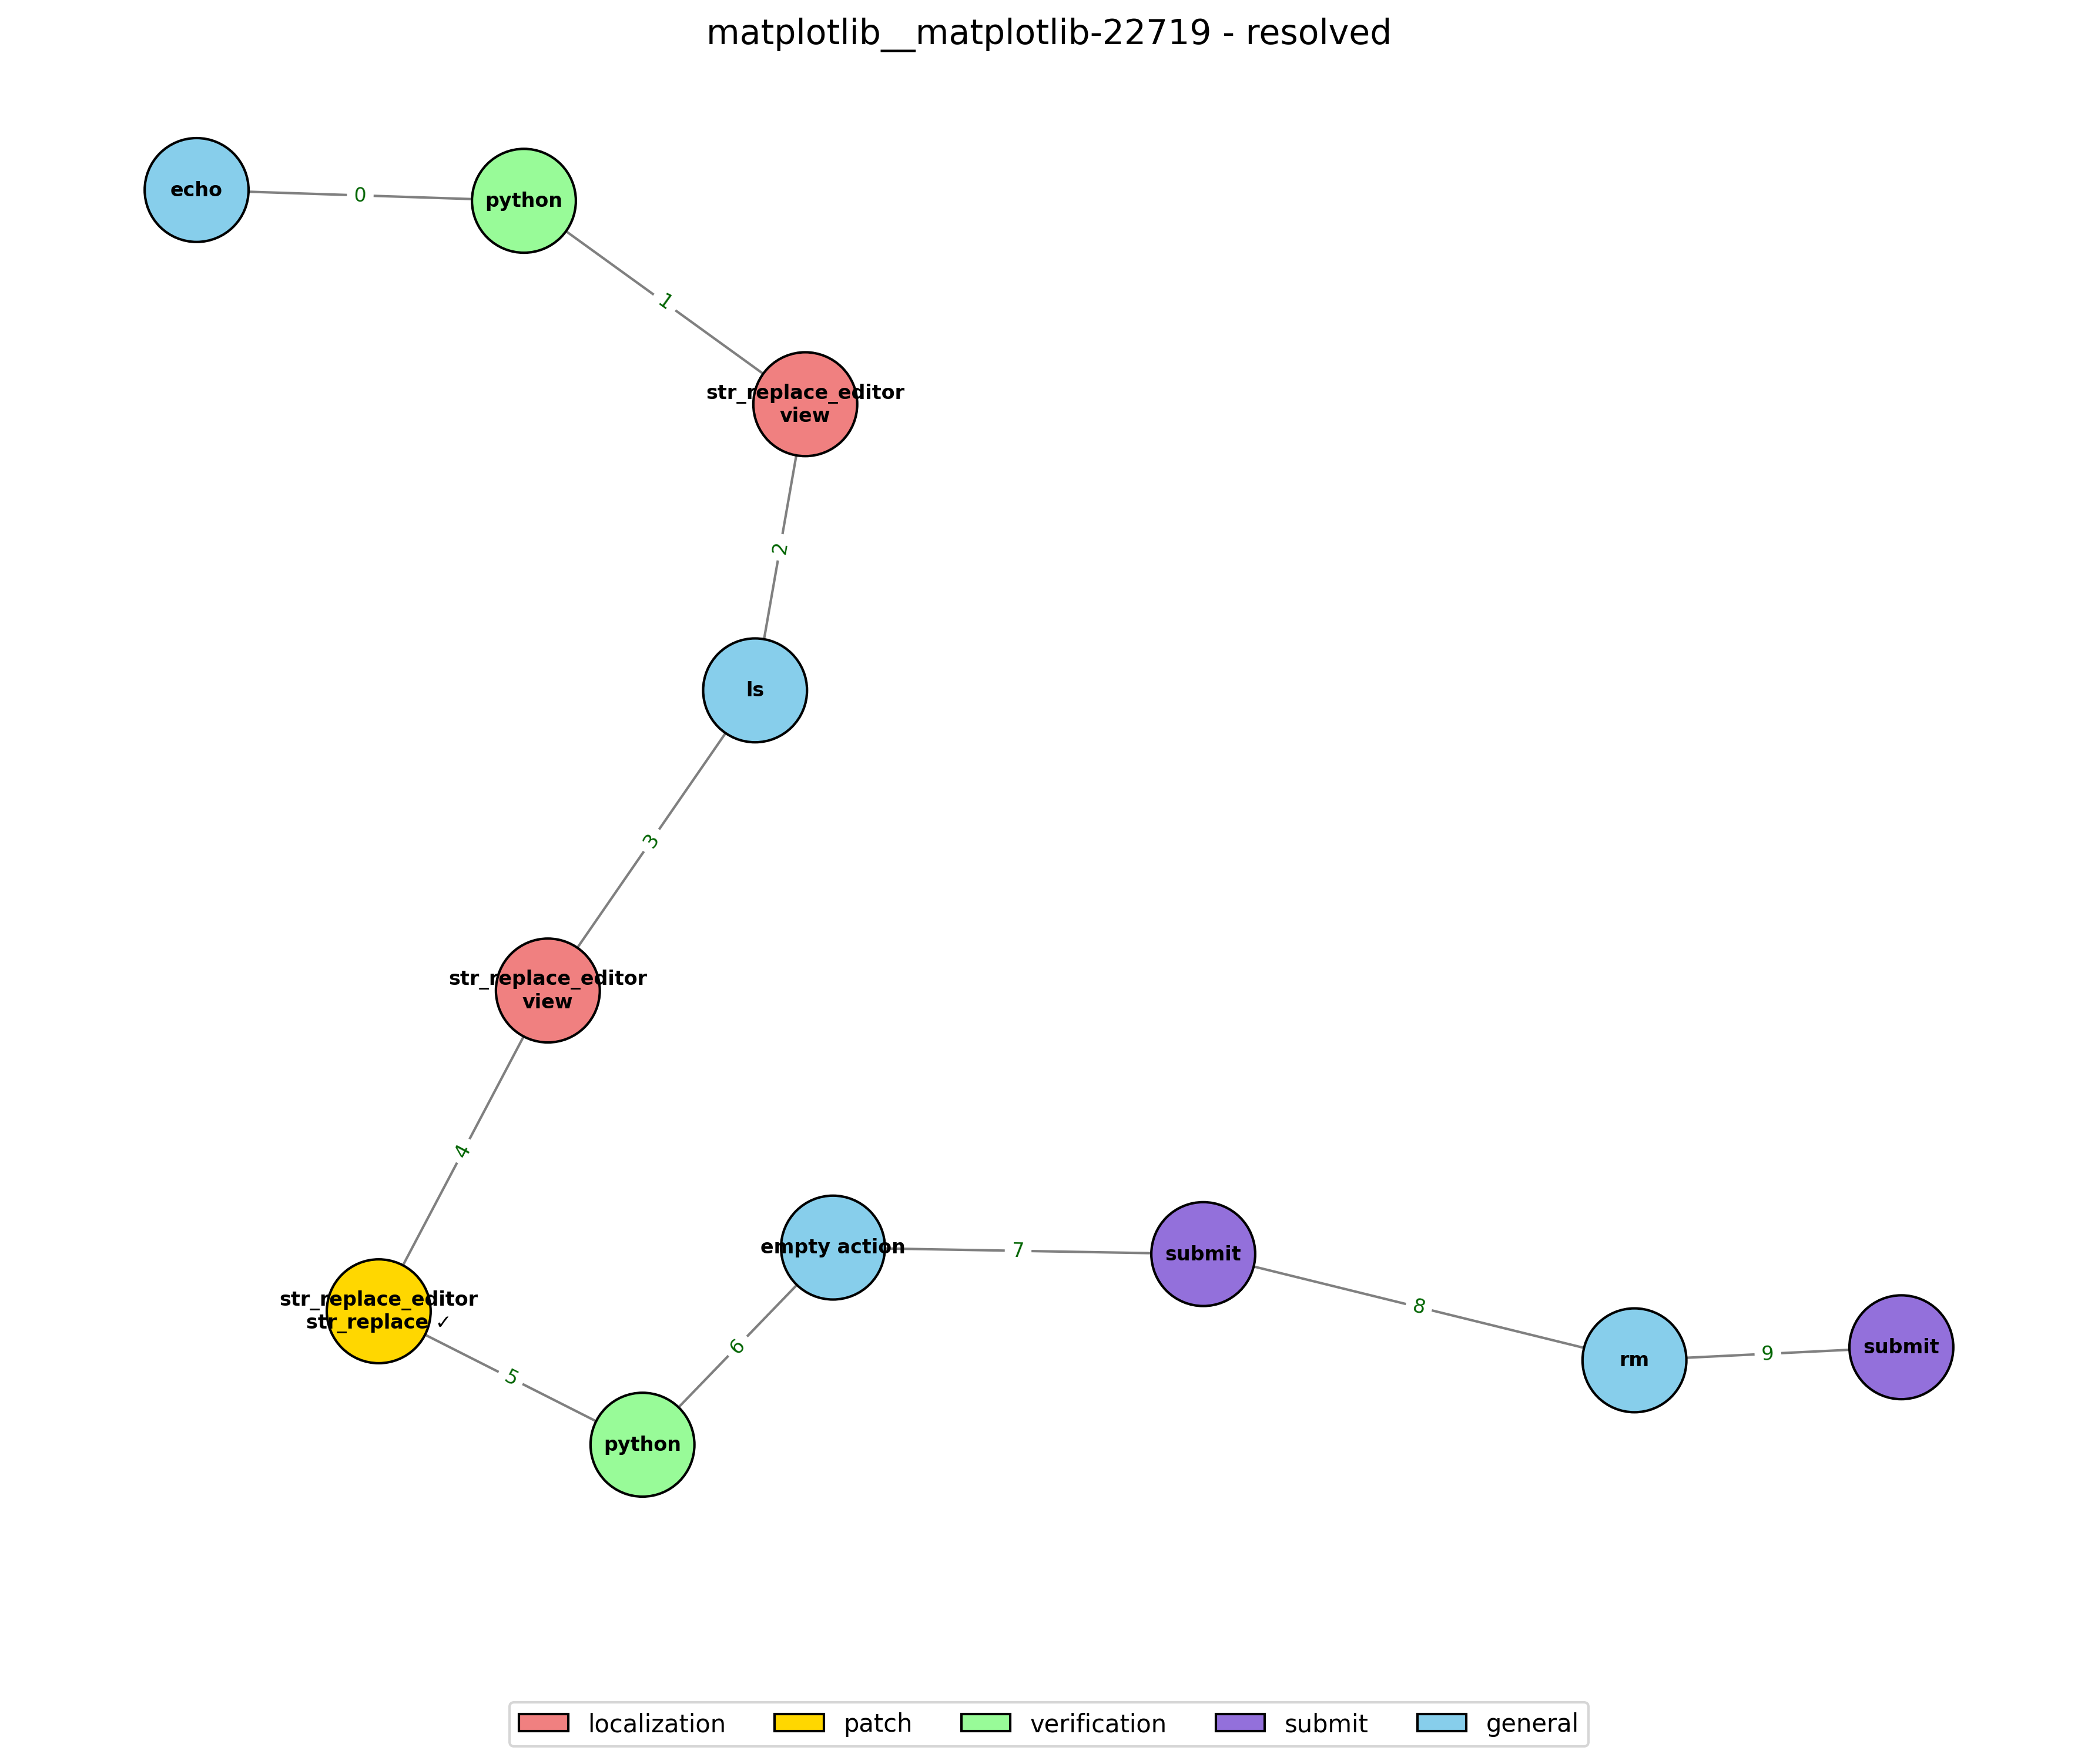 matplotlib__matplotlib-22719 - resolved
echo
0
python
1
str_replace_editor
view
2
ls
3
str_replace_editor
view
4
str_replace_editor
str_replace ✓
5
python
6
empty action
7
submit
8
rm
9
submit
localization
patch
verification
submit
general